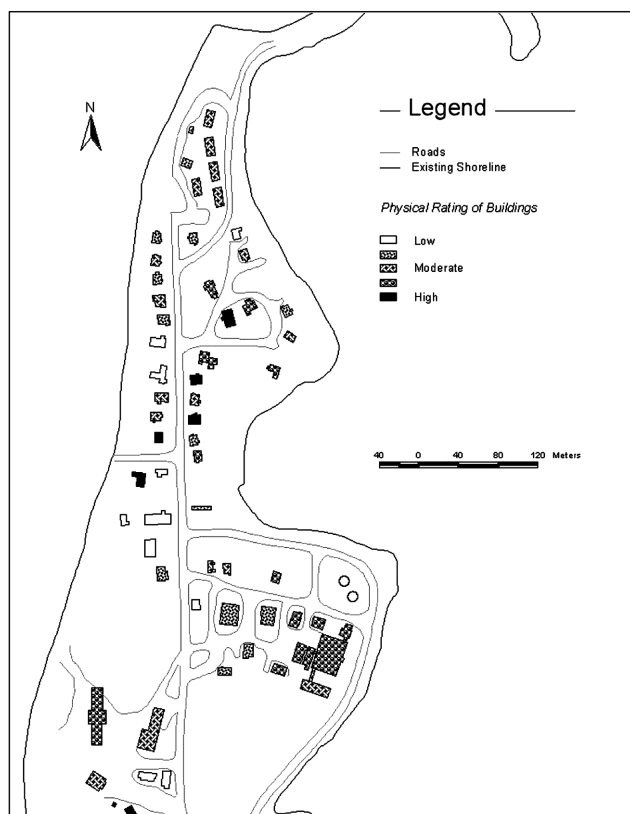 N
Legend
Roads
Existing Shoreline
Physical Rating of Buildings
Low
Moderate
High
40 0 40 80 120 Meters